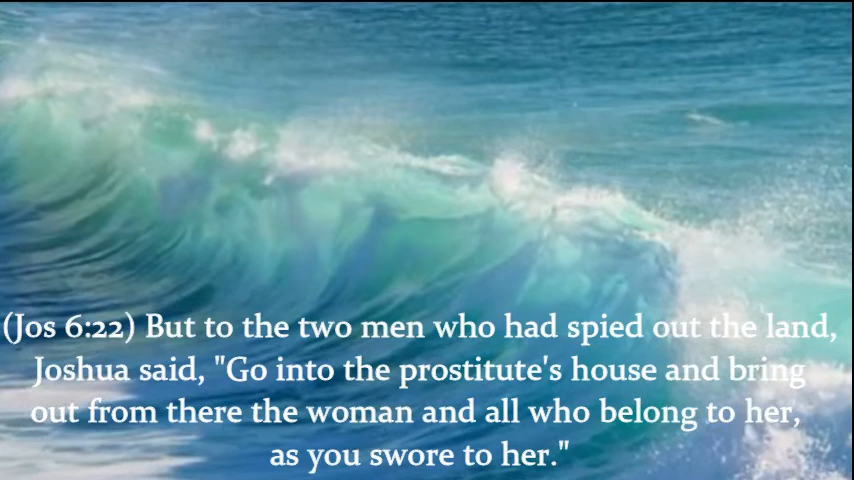 (Jos 6:22) But to the two men who had spied out the land,
Joshua said, "Go into the prostitute's house and bring
out from there the woman and all who belong to her,
as you swore to her."